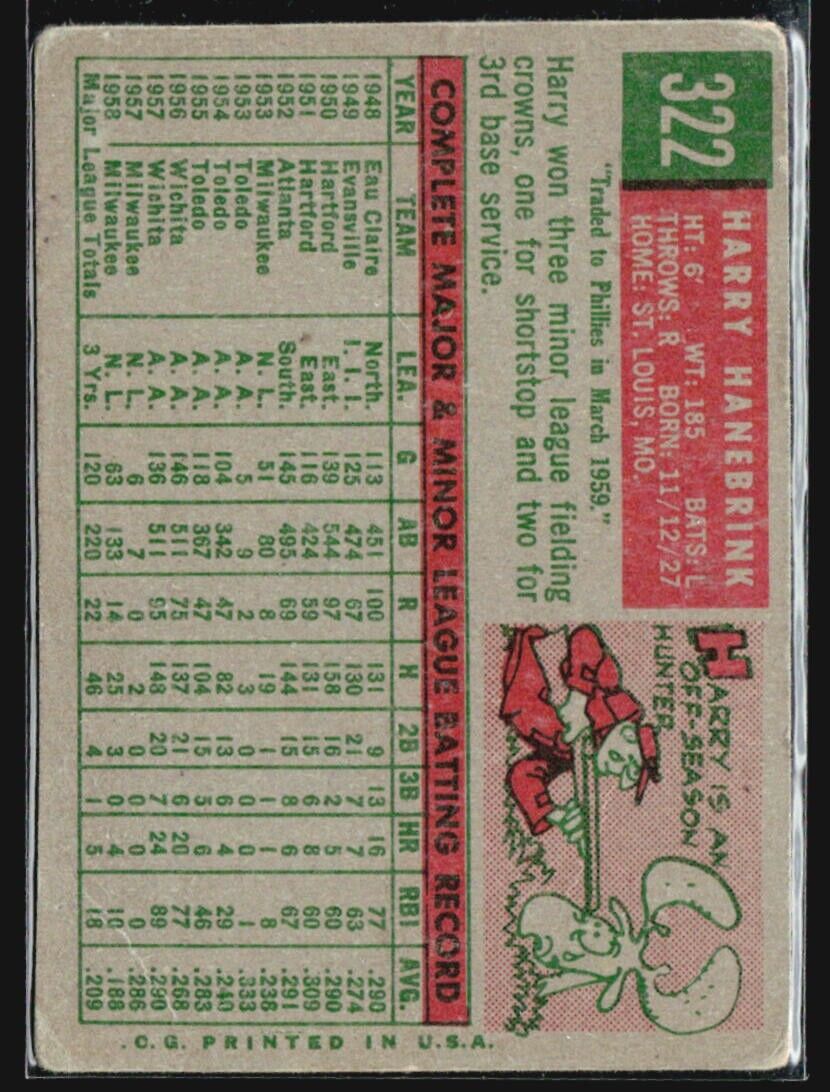 322
HARRY HANEBRINK
HT: 6' WT: 185 BATS: L
THROWS: R BORN: 11/12/27
HOME: ST. LOUIS, MO.
"Traded to Phillies in March 1959."
Harry won three minor league fielding
crowns, one for shortstop and two for
3rd base service.
HARRY IS AN
OFF-SEASON
HUNTER
COMPLETE MAJOR & MINOR LEAGUE BATTING RECORD
YEAR TEAM LEA. G AB R H 2B 3B HR RBI AVG.
1948 Eau Claire North. 113 451 100 131 9 13 16 77 .290
1949 Evansville I. I. I. 125 474 67 130 21 7 7 63 .274
1950 Hartford East. 139 544 97 158 16 2 5 60 .290
1951 Hartford East. 116 424 59 131 15 6 8 60 .309
1952 Atlanta South. 145 495 69 144 15 8 6 67 .291
1953 Milwaukee N. L. 51 80 8 19 1 1 1 8 .238
1953 Toledo A. A. 5 9 2 3 0 0 0 1 .333
1954 Toledo A. A. 104 342 47 82 13 6 4 29 .240
1955 Toledo A. A. 118 367 47 104 15 5 6 46 .283
1956 Wichita A. A. 146 511 75 137 21 6 20 77 .268
1957 Wichita A. A. 136 511 95 148 20 7 24 89 .290
1957 Milwaukee N. L. 6 7 0 2 0 0 0 0 .286
1958 Milwaukee N. L. 63 133 14 25 3 0 4 10 .188
Major League Totals 3 Yrs. 120 220 22 46 4 1 5 18 .209
.C.G. PRINTED IN U.S.A.